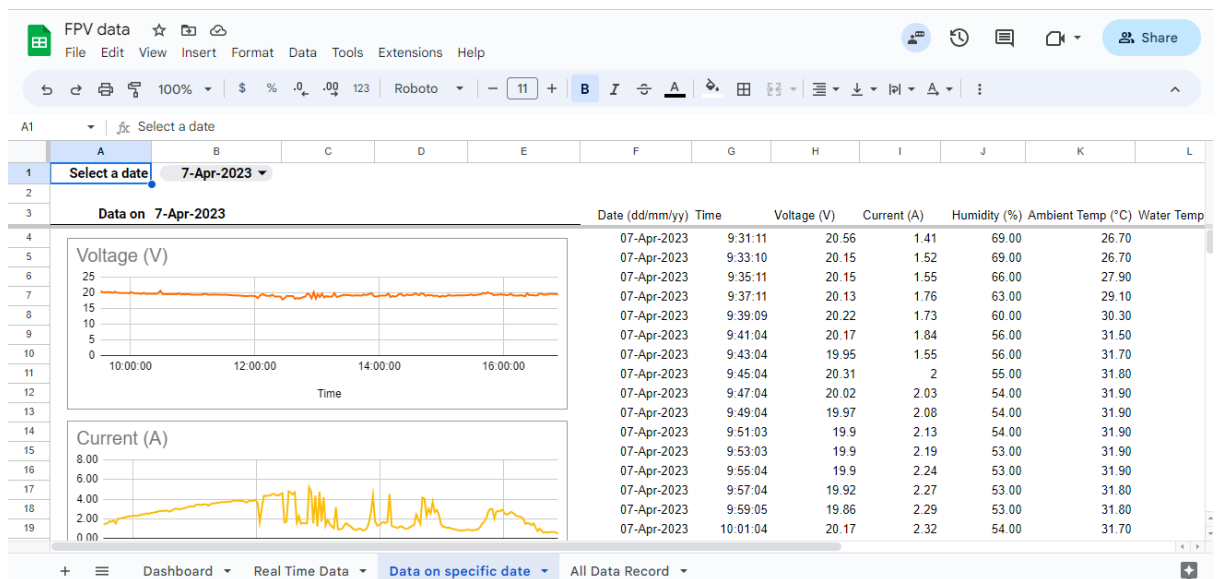 FPV data
File Edit View Insert Format Data Tools Extensions Help
Share
100% $ % .0 .00 123 Roboto − 11 + B I S A A
A1 fx Select a date
A B C D E F G H I J K L
1 Select a date 7-Apr-2023
2
3 Data on 7-Apr-2023 Date (dd/mm/yy) Time Voltage (V) Current (A) Humidity (%) Ambient Temp (°C) Water Temp
4 07-Apr-2023 9:31:11 20.56 1.41 69.00 26.70
5 07-Apr-2023 9:33:10 20.15 1.52 69.00 26.70
6 07-Apr-2023 9:35:11 20.15 1.55 66.00 27.90
7 07-Apr-2023 9:37:11 20.13 1.76 63.00 29.10
8 07-Apr-2023 9:39:09 20.22 1.73 60.00 30.30
9 07-Apr-2023 9:41:04 20.17 1.84 56.00 31.50
10 07-Apr-2023 9:43:04 19.95 1.55 56.00 31.70
11 07-Apr-2023 9:45:04 20.31 2 55.00 31.80
12 07-Apr-2023 9:47:04 20.02 2.03 54.00 31.90
13 07-Apr-2023 9:49:04 19.97 2.08 54.00 31.90
14 07-Apr-2023 9:51:03 19.9 2.13 54.00 31.90
15 07-Apr-2023 9:53:03 19.9 2.19 53.00 31.90
16 07-Apr-2023 9:55:04 19.9 2.24 53.00 31.90
17 07-Apr-2023 9:57:04 19.92 2.27 53.00 31.80
18 07-Apr-2023 9:59:05 19.86 2.29 53.00 31.80
19 07-Apr-2023 10:01:04 20.17 2.32 54.00 31.70
Voltage (V)
25
20
15
10
5
0
10:00:00 12:00:00 14:00:00 16:00:00
Time
Current (A)
8.00
6.00
4.00
2.00
0.00
+ Dashboard Real Time Data Data on specific date All Data Record